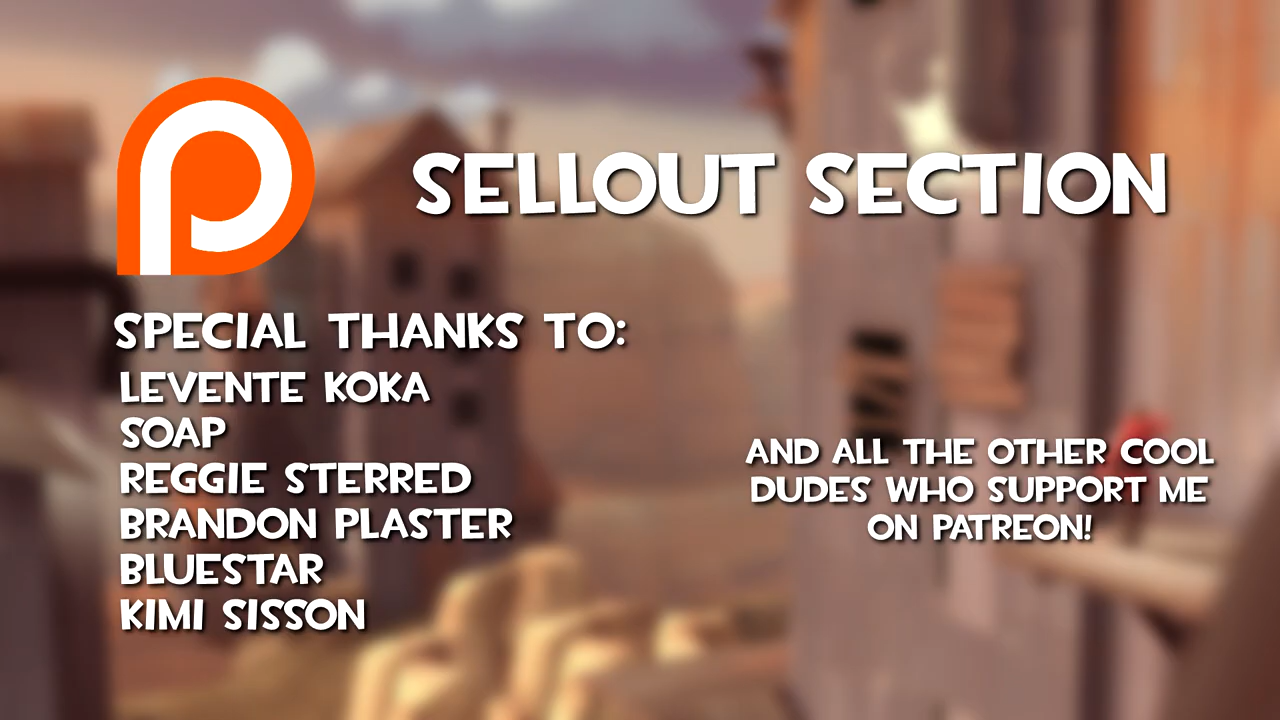 SELLOUT SECTION
SPECIAL THANKS TO:
LEVENTE KOKA
SOAP
REGGIE STERRED
BRANDON PLASTER
BLUESTAR
KIMI SISSON
AND ALL THE OTHER COOL
DUDES WHO SUPPORT ME
ON PATREON!